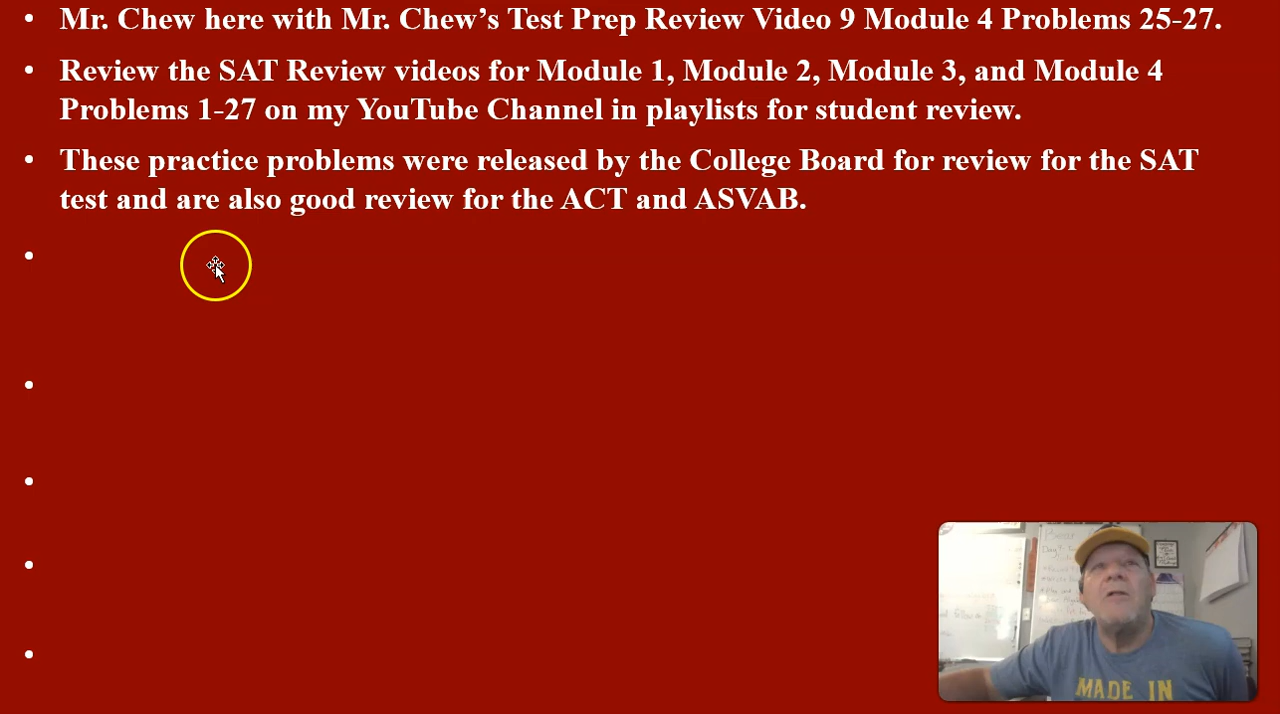 Mr. Chew here with Mr. Chew’s Test Prep Review Video 9 Module 4 Problems 25-27.
Review the SAT Review videos for Module 1, Module 2, Module 3, and Module 4
Problems 1-27 on my YouTube Channel in playlists for student review.
These practice problems were released by the College Board for review for the SAT
test and are also good review for the ACT and ASVAB.
MADE IN